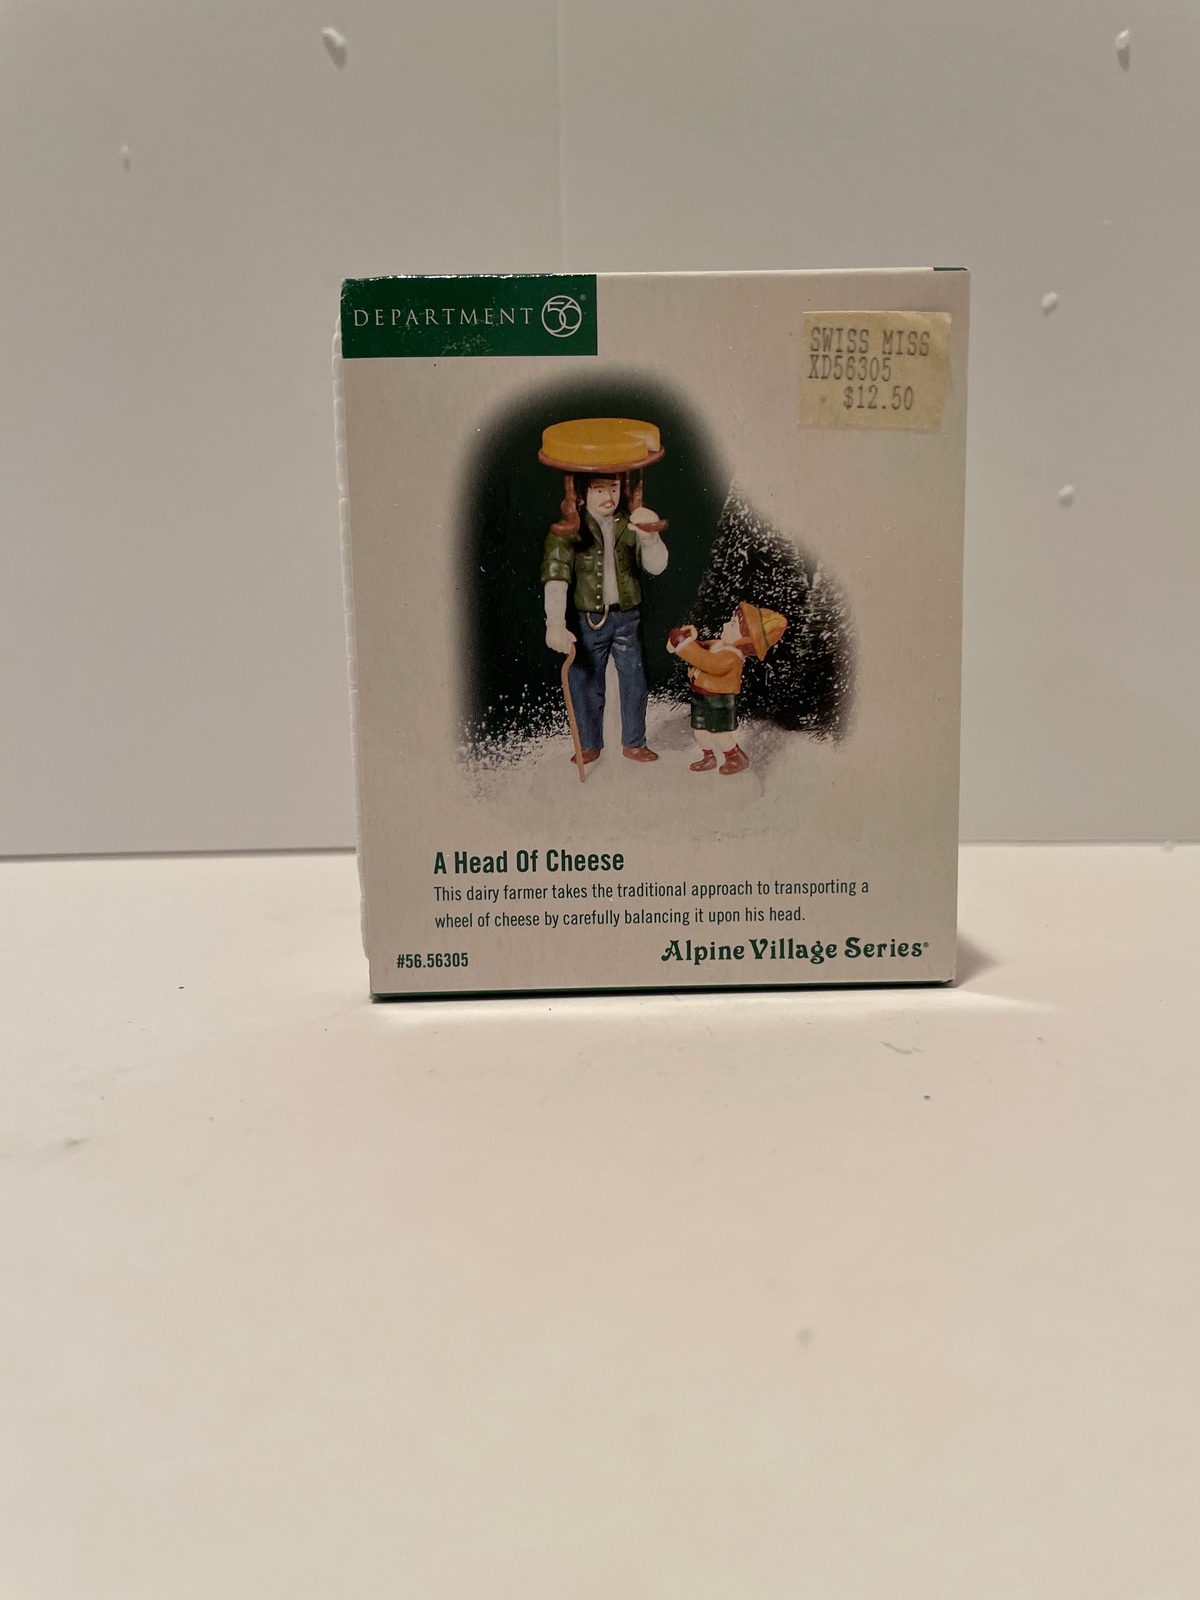 DEPARTMENT 56®
SWISS MISS
XD56305
$12.50
A Head Of Cheese
This dairy farmer takes the traditional approach to transporting a
wheel of cheese by carefully balancing it upon his head.
#56.56305
Alpine Village Series®